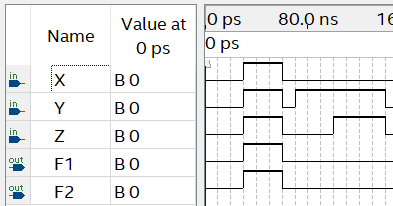 Name
Value at
0 ps
0 ps
80.0 ns
16
0 ps
in X B 0
in Y B 0
in Z B 0
out F1 B 0
out F2 B 0